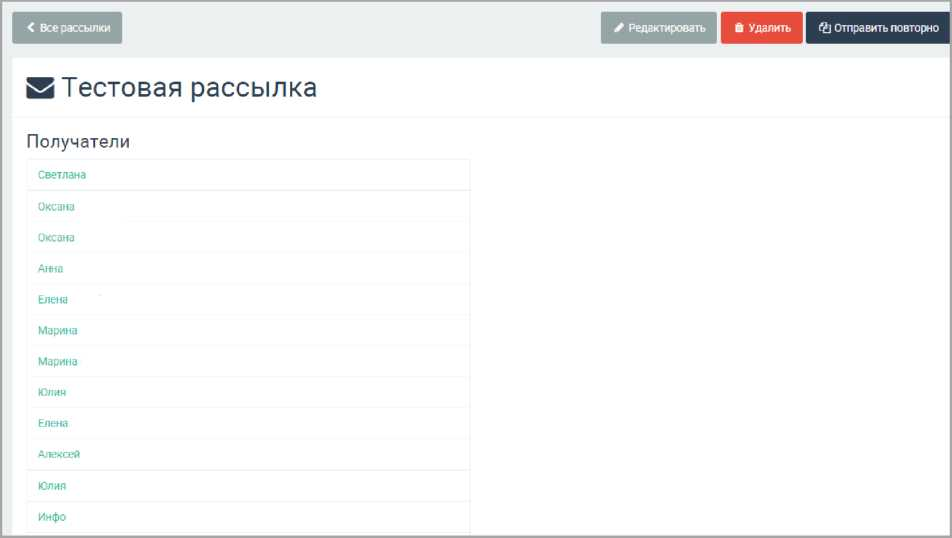 Все рассылки
Редактировать
Удалить
Отправить повторно
Тестовая рассылка
Получатели
Светлана
Оксана
Оксана
Анна
Елена
Марина
Марина
Юлия
Елена
Алексей
Юлия
Инфо